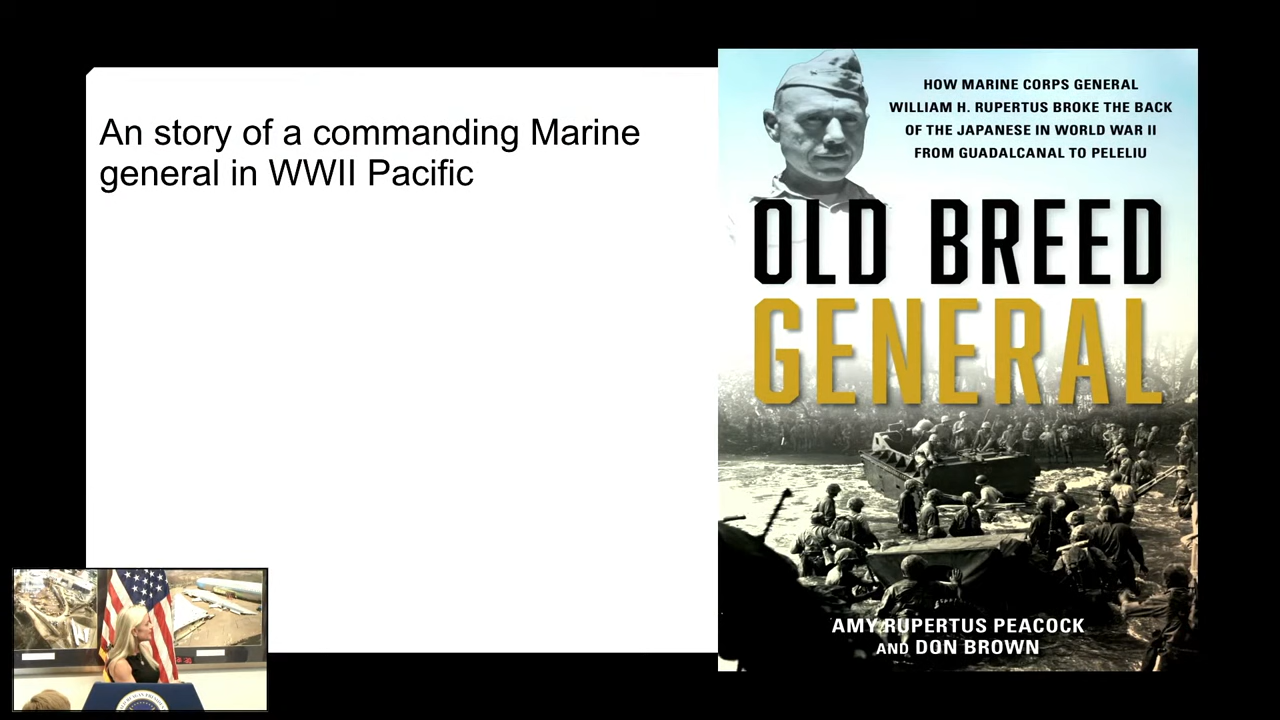 An story of a commanding Marine
general in WWII Pacific
HOW MARINE CORPS GENERAL
WILLIAM H. RUPERTUS BROKE THE BACK
OF THE JAPANESE IN WORLD WAR II
FROM GUADALCANAL TO PELELIU
OLD BREED
GENERAL
AMY RUPERTUS PEACOCK
AND DON BROWN